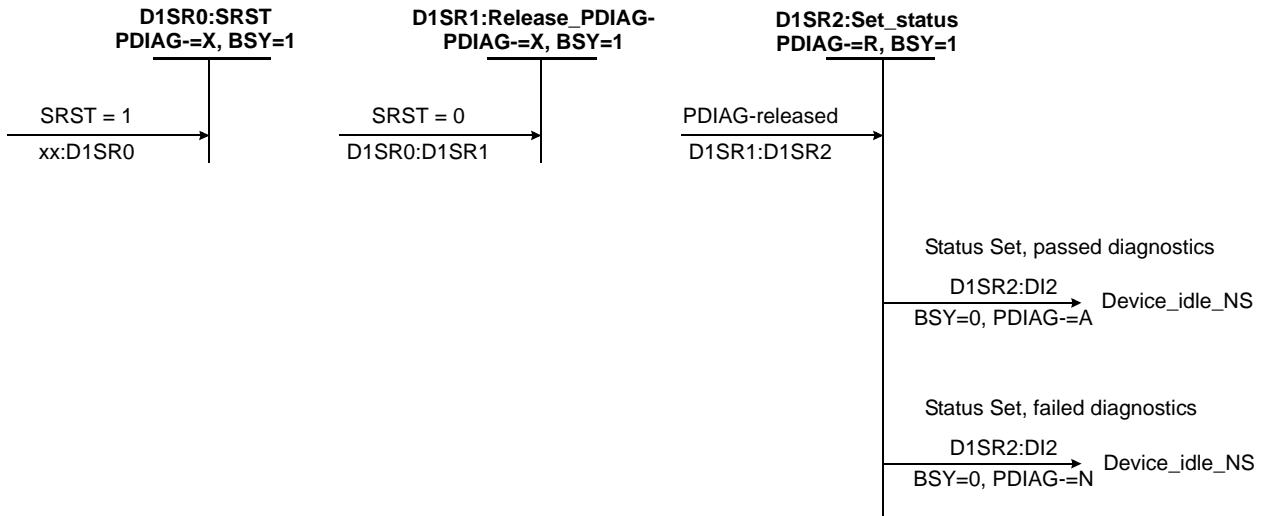 D1SR0:SRST
PDIAG-=X, BSY=1
D1SR1:Release_PDIAG-
PDIAG-=X, BSY=1
D1SR2:Set_status
PDIAG-=R, BSY=1
SRST = 1
xx:D1SR0
SRST = 0
D1SR0:D1SR1
PDIAG-released
D1SR1:D1SR2
Status Set, passed diagnostics
D1SR2:DI2
Device_idle_NS
BSY=0, PDIAG-=A
Status Set, failed diagnostics
D1SR2:DI2
Device_idle_NS
BSY=0, PDIAG-=N